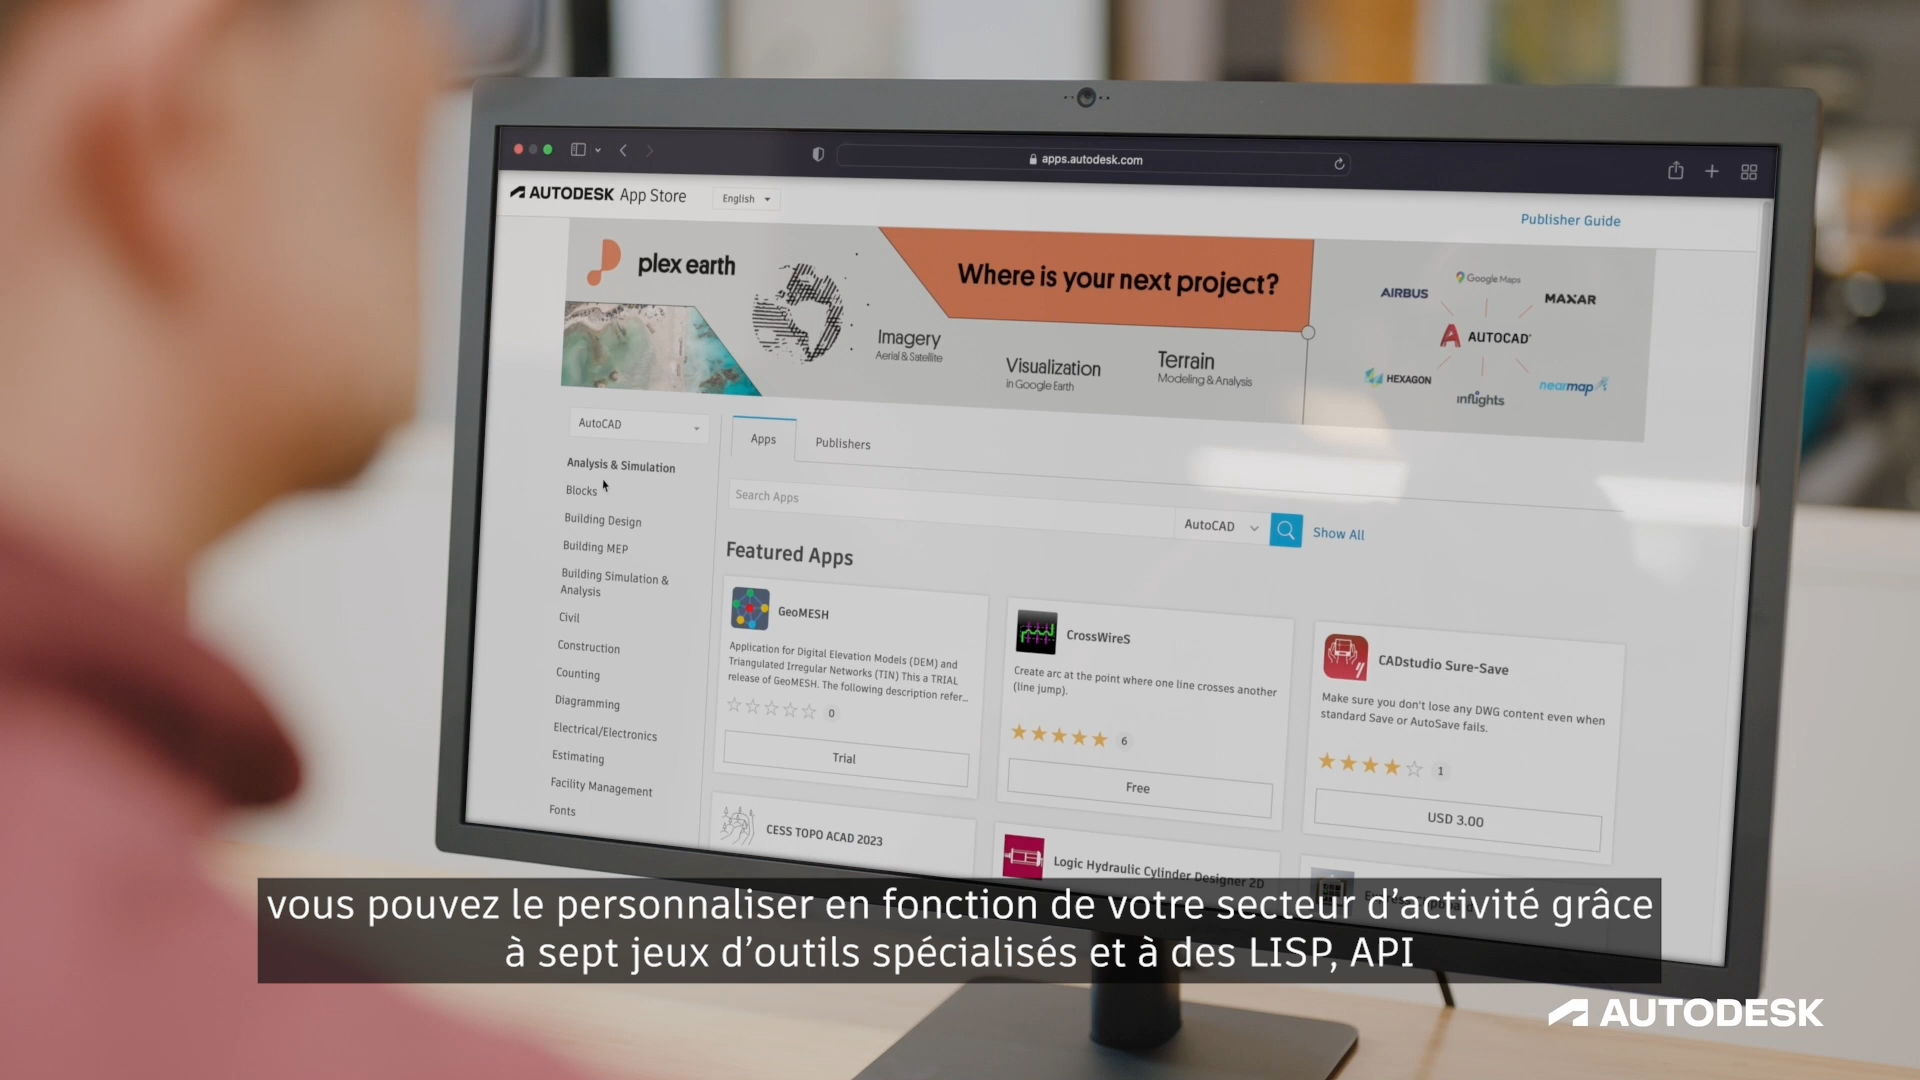 apps.autodesk.com
AUTODESK App Store
English
Publisher Guide
plex earth
Where is your next project?
Imagery
Aerial & Satellite
Visualization
in Google Earth
Terrain
Modeling & Analysis
Google Maps
AIRBUS
MAXAR
AUTOCAD
HEXAGON
nearmap
inflights
AutoCAD
Analysis & Simulation
Blocks
Building Design
Building MEP
Building Simulation &
Analysis
Civil
Construction
Counting
Diagramming
Electrical/Electronics
Estimating
Facility Management
Fonts
Apps
Publishers
Search Apps
AutoCAD
Show All
Featured Apps
GeoMESH
Application for Digital Elevation Models (DEM) and
Triangulated Irregular Networks (TIN) This a TRIAL
release of GeoMESH. The following description refer...
0
Trial
CrossWireS
Create arc at the point where one line crosses another
(line jump).
6
Free
CADstudio Sure-Save
Make sure you don't lose any DWG content even when
standard Save or AutoSave fails.
1
USD 3.00
CESS TOPO ACAD 2023
Logic Hydraulic Cylinder Designer 2D
vous pouvez le personnaliser en fonction de votre secteur d'activité grâce
à sept jeux d'outils spécialisés et à des LISP, API
AUTODESK